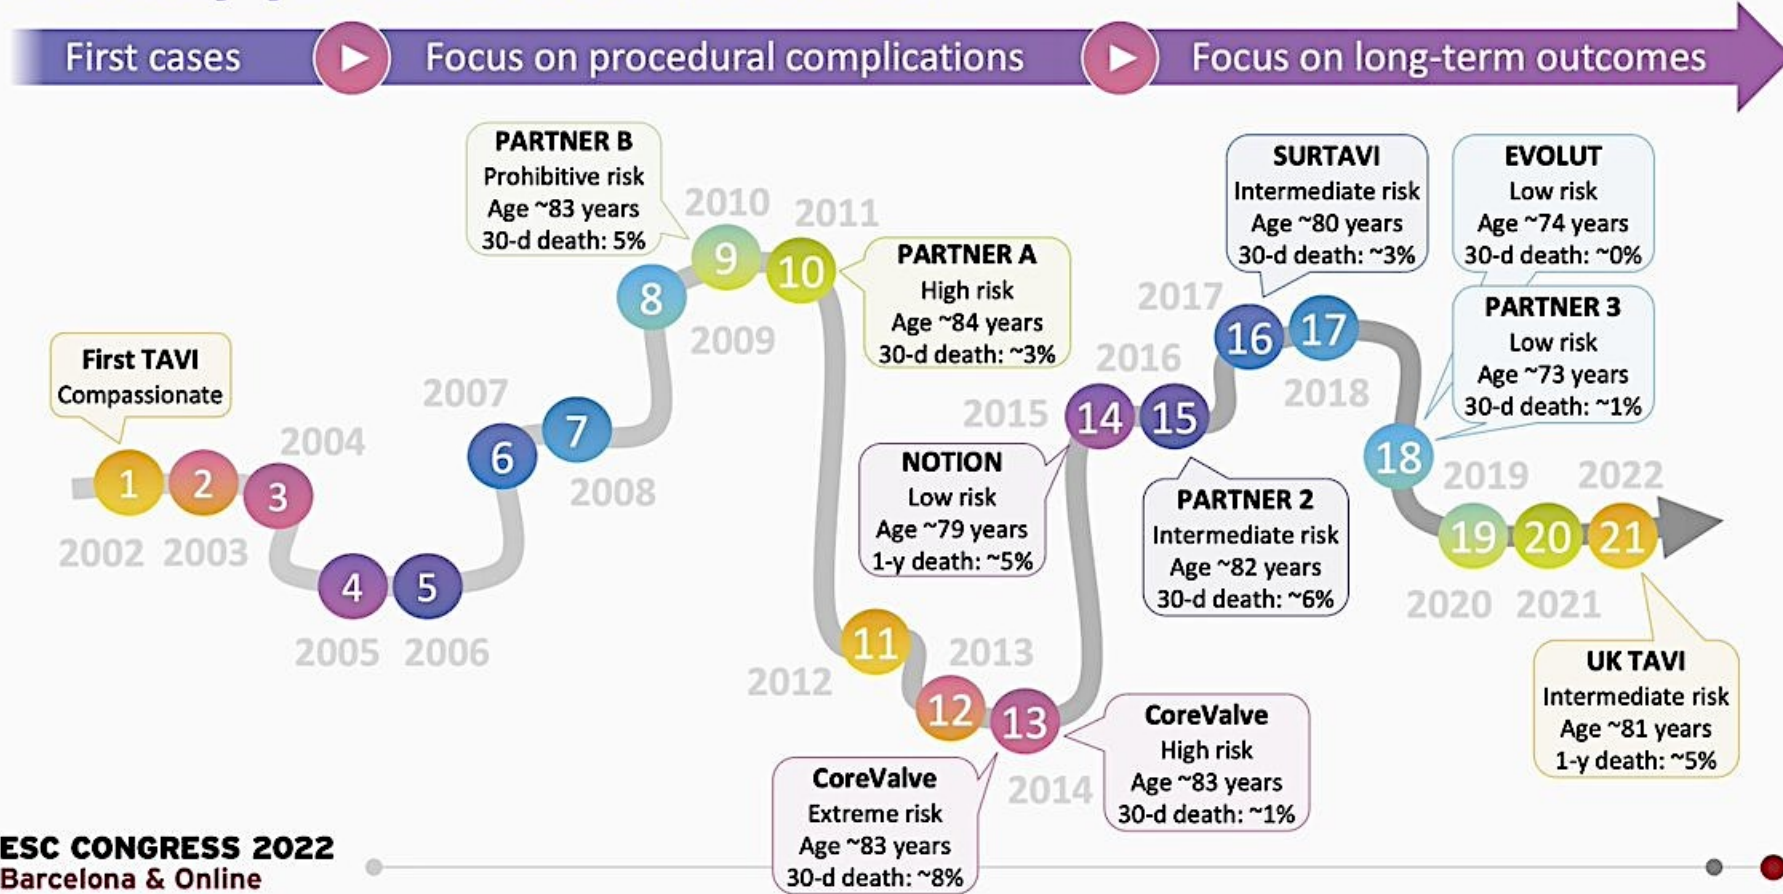 First cases
Focus on procedural complications
Focus on long-term outcomes
PARTNER B
Prohibitive risk
Age ~83 years
30-d death: 5%
2010
2011
9
10
8
2009
PARTNER A
High risk
Age ~84 years
30-d death: ~3%
SURTAVI
Intermediate risk
Age ~80 years
30-d death: ~3%
EVOLUT
Low risk
Age ~74 years
30-d death: ~0%
PARTNER 3
Low risk
Age ~73 years
30-d death: ~1%
2017
16
17
2016
2018
First TAVI
Compassionate
2007
2004
1
2
3
6
7
2002
2003
2008
4
5
2005
2006
2015
14
15
NOTION
Low risk
Age ~79 years
1-y death: ~5%
PARTNER 2
Intermediate risk
Age ~82 years
30-d death: ~6%
18
2019
2022
19
20
21
2020
2021
UK TAVI
Intermediate risk
Age ~81 years
1-y death: ~5%
11
2012
2013
12
13
2014
CoreValve
High risk
Age ~83 years
30-d death: ~1%
CoreValve
Extreme risk
Age ~83 years
30-d death: ~8%
ESC CONGRESS 2022
Barcelona & Online